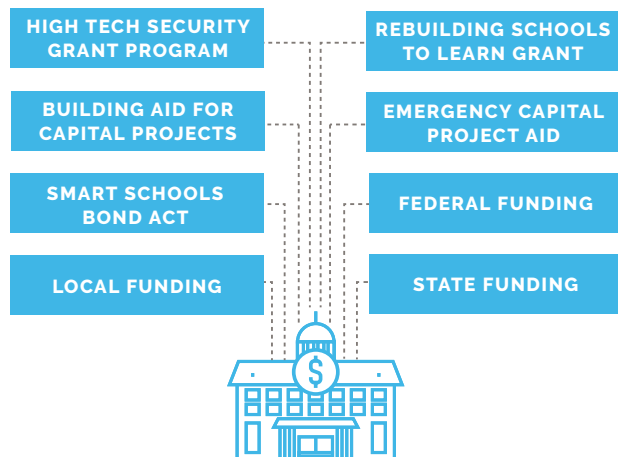 HIGH TECH SECURITY
GRANT PROGRAM
REBUILDING SCHOOLS
TO LEARN GRANT
BUILDING AID FOR
CAPITAL PROJECTS
EMERGENCY CAPITAL
PROJECT AID
SMART SCHOOLS
BOND ACT
FEDERAL FUNDING
LOCAL FUNDING
STATE FUNDING
$